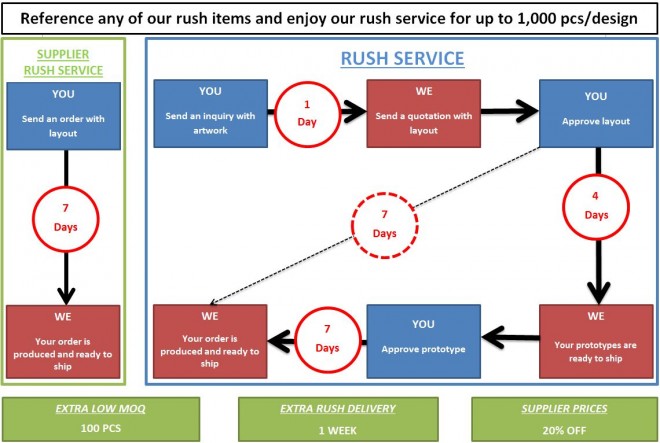 Reference any of our rush items and enjoy our rush service for up to 1,000 pcs/design
SUPPLIER
RUSH SERVICE
YOU
Send an order with
layout
7
Days
WE
Your order is
produced and ready to
ship
RUSH SERVICE
YOU
Send an inquiry with
artwork
1
Day
WE
Send a quotation with
layout
YOU
Approve layout
7
Days
4
Days
WE
Your order is
produced and ready to
ship
7
Days
YOU
Approve prototype
WE
Your prototypes are
ready to ship
EXTRA LOW MOQ
100 PCS
EXTRA RUSH DELIVERY
1 WEEK
SUPPLIER PRICES
20% OFF